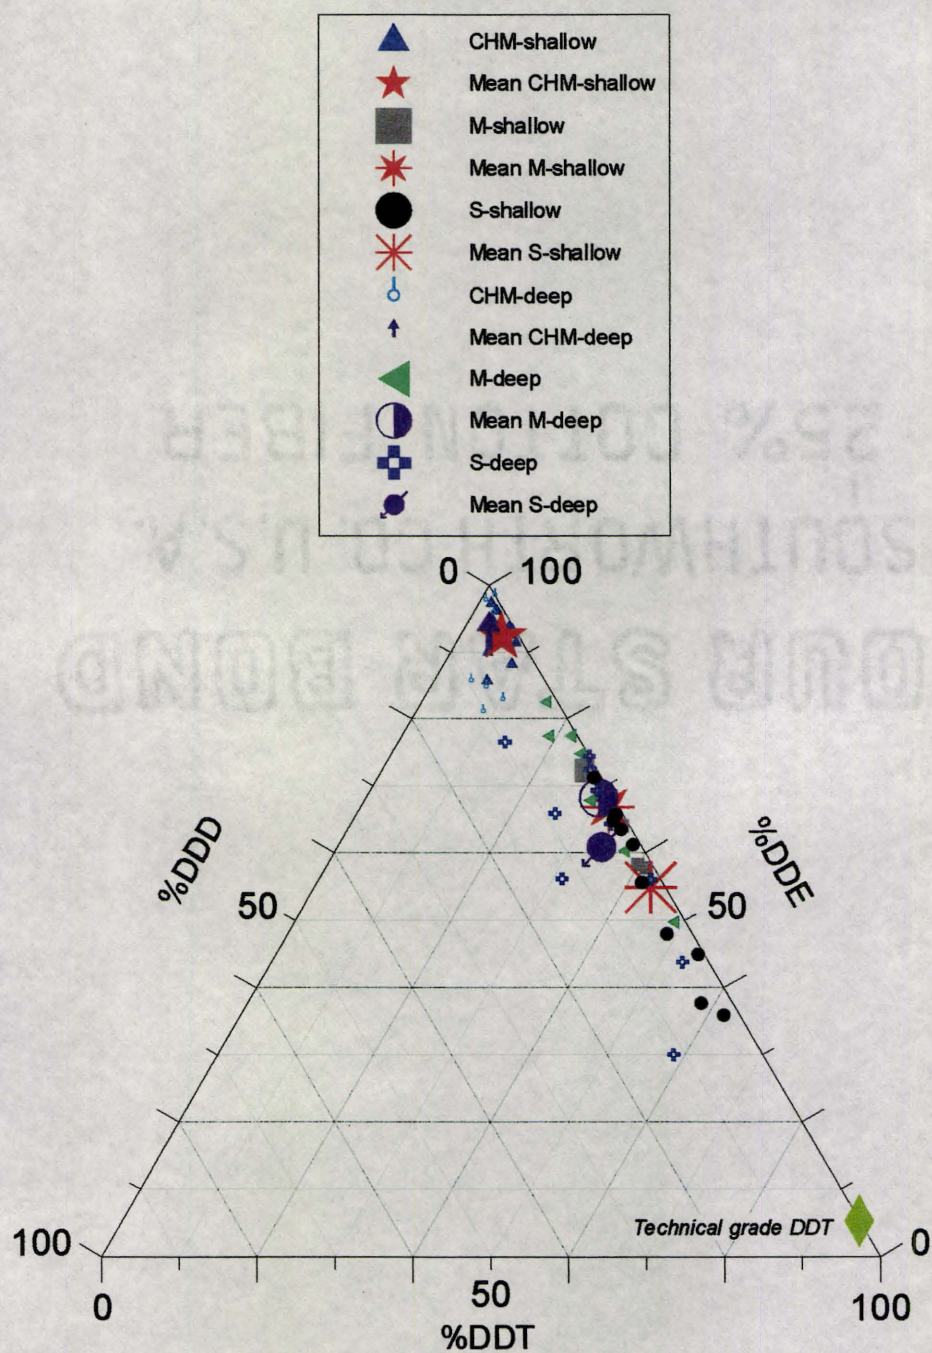 CHM-shallow
Mean CHM-shallow
M-shallow
Mean M-shallow
S-shallow
Mean S-shallow
CHM-deep
Mean CHM-deep
M-deep
Mean M-deep
S-deep
Mean S-deep
0 100
%DDD
%DDE
50
50
Technical grade DDT
100
0
0
50
100
%DDT